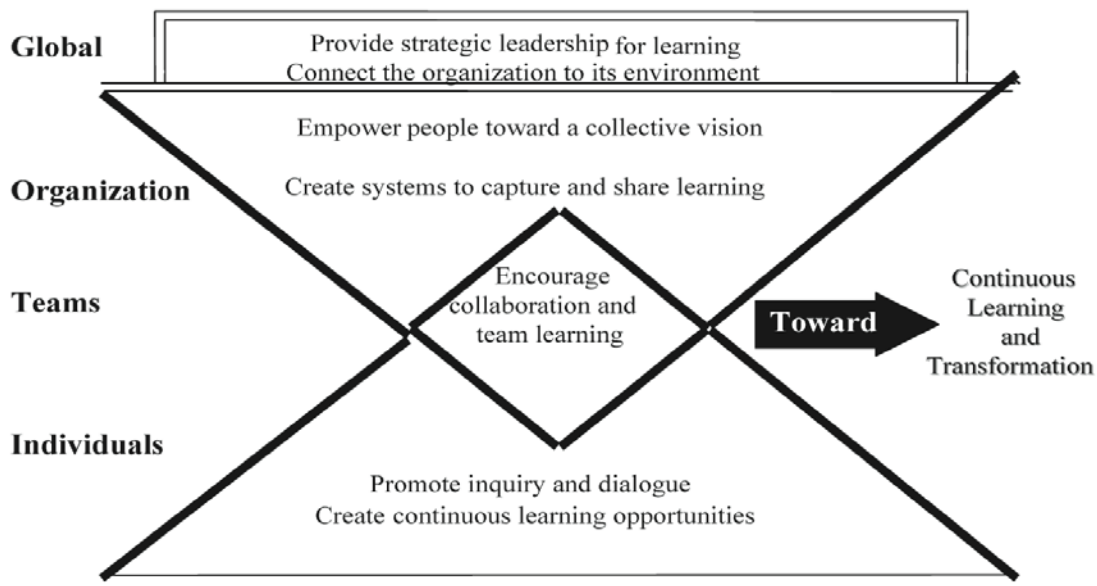 Global
Provide strategic leadership for learning
Connect the organization to its environment
Empower people toward a collective vision
Organization
Create systems to capture and share learning
Teams
Encourage
collaboration and
team learning
Toward
Continuous
Learning
and
Transformation
Individuals
Promote inquiry and dialogue
Create continuous learning opportunities